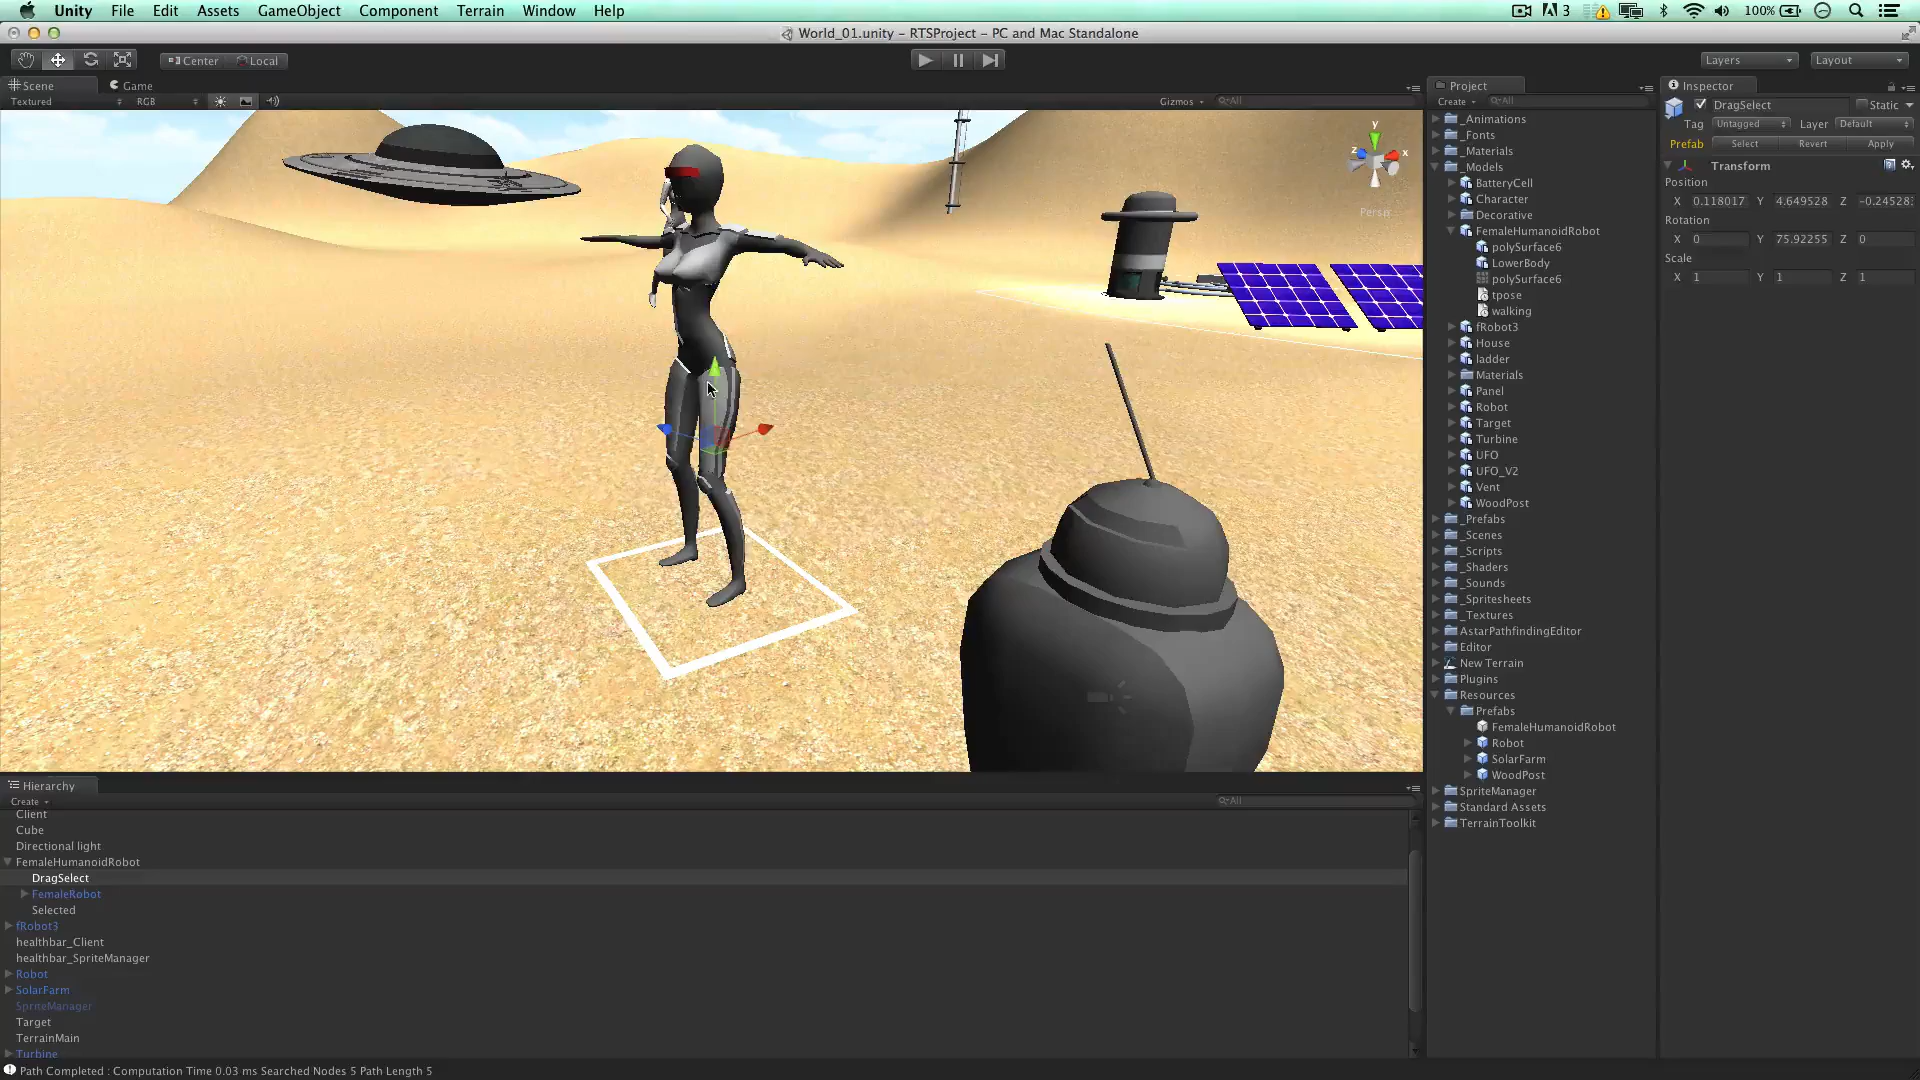 Unity File Edit Assets GameObject Component Terrain Window Help 3 100%
World_01.unity – RTSProject – PC and Mac Standalone
Center Local Layers Layout
Scene Game
Textured RGB Gizmos All
y
z x
Persp
Project
Create All
_Animations
_Fonts
_Materials
_Models
BatteryCell
Character
Decorative
FemaleHumanoidRobot
polySurface6
LowerBody
polySurface6
tpose
walking
fRobot3
House
ladder
Materials
Panel
Robot
Target
Turbine
UFO
UFO_V2
Vent
WoodPost
_Prefabs
_Scenes
_Scripts
_Shaders
_Sounds
_Spritesheets
_Textures
AstarPathfindingEditor
Editor
New Terrain
Plugins
Resources
Prefabs
FemaleHumanoidRobot
Robot
SolarFarm
WoodPost
SpriteManager
Standard Assets
TerrainToolkit
Inspector
DragSelect Static
Tag Untagged Layer Default
Prefab Select Revert Apply
Transform
Position
X 0.118017 Y 4.649528 Z -0.24528
Rotation
X 0 Y 75.92255 Z 0
Scale
X 1 Y 1 Z 1
Hierarchy
Create All
Client
Cube
Directional light
FemaleHumanoidRobot
DragSelect
FemaleRobot
Selected
fRobot3
healthbar_Client
healthbar_SpriteManager
Robot
SolarFarm
SpriteManager
Target
TerrainMain
Turbine
Path Completed : Computation Time 0.03 ms Searched Nodes 5 Path Length 5